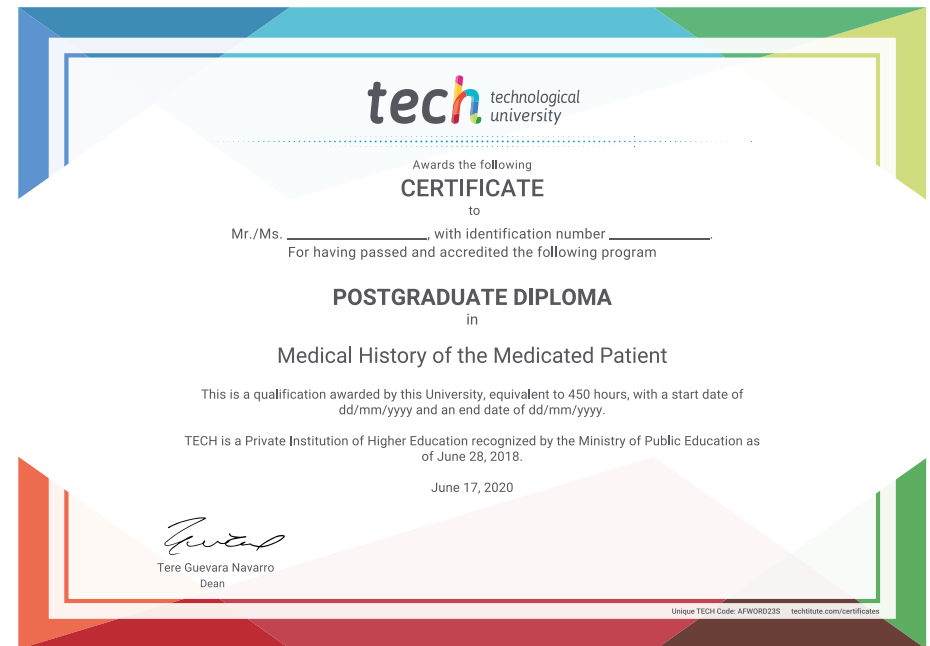 tech technological
university
Awards the following
CERTIFICATE
to
Mr./Ms. ____________________, with identification number ______________.
For having passed and accredited the following program
POSTGRADUATE DIPLOMA
in
Medical History of the Medicated Patient
This is a qualification awarded by this University, equivalent to 450 hours, with a start date of
dd/mm/yyyy and an end date of dd/mm/yyyy.
TECH is a Private Institution of Higher Education recognized by the Ministry of Public Education as
of June 28, 2018.
June 17, 2020
Tere Guevara Navarro
Dean
Unique TECH Code: AFWORD23S techtitute.com/certificates